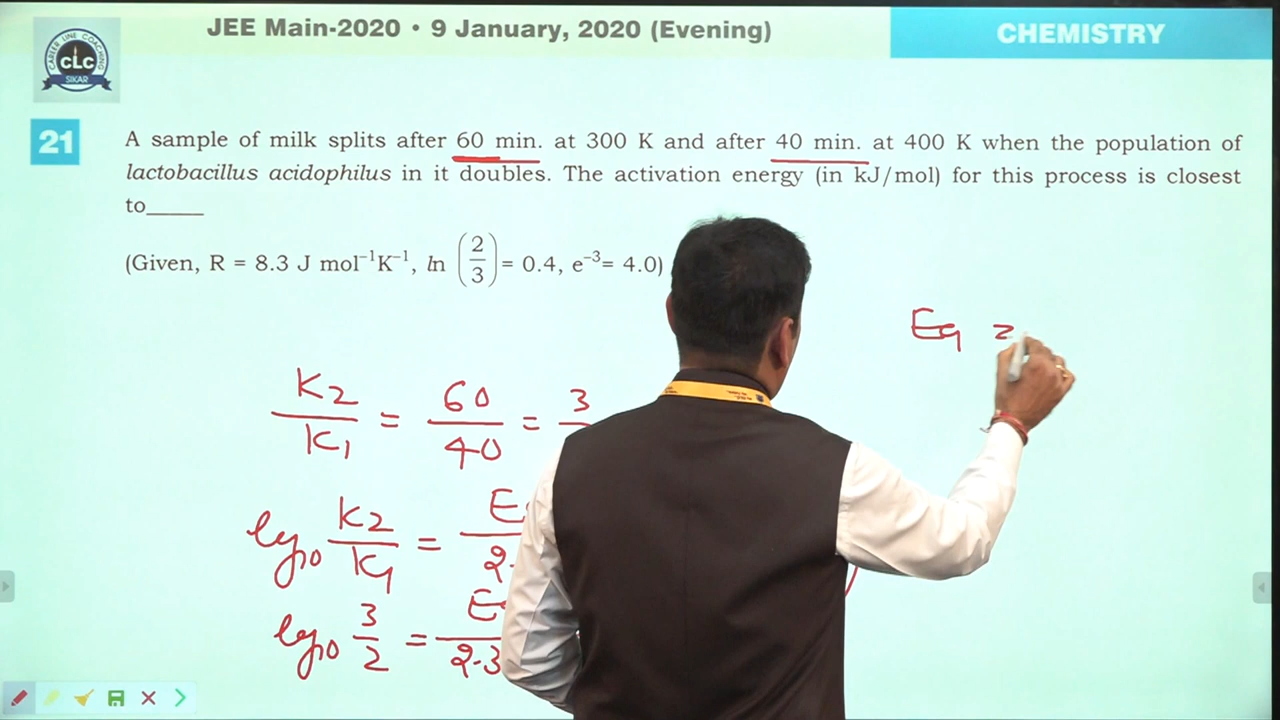 JEE Main-2020 • 9 January, 2020 (Evening)
CHEMISTRY
CAREER LINE COACHING
CLC
SIKAR
21
A sample of milk splits after 60 min. at 300 K and after 40 min. at 400 K when the population of
lactobacillus acidophilus in it doubles. The activation energy (in kJ/mol) for this process is closest
to_____
(Given, R = 8.3 J mol⁻¹K⁻¹, ln (2/3) = 0.4, e⁻³= 4.0)
Ea =
K2/K1 = 60/40 = 3
log10 K2/K1 = E
log10 3/2 = E / 2.3